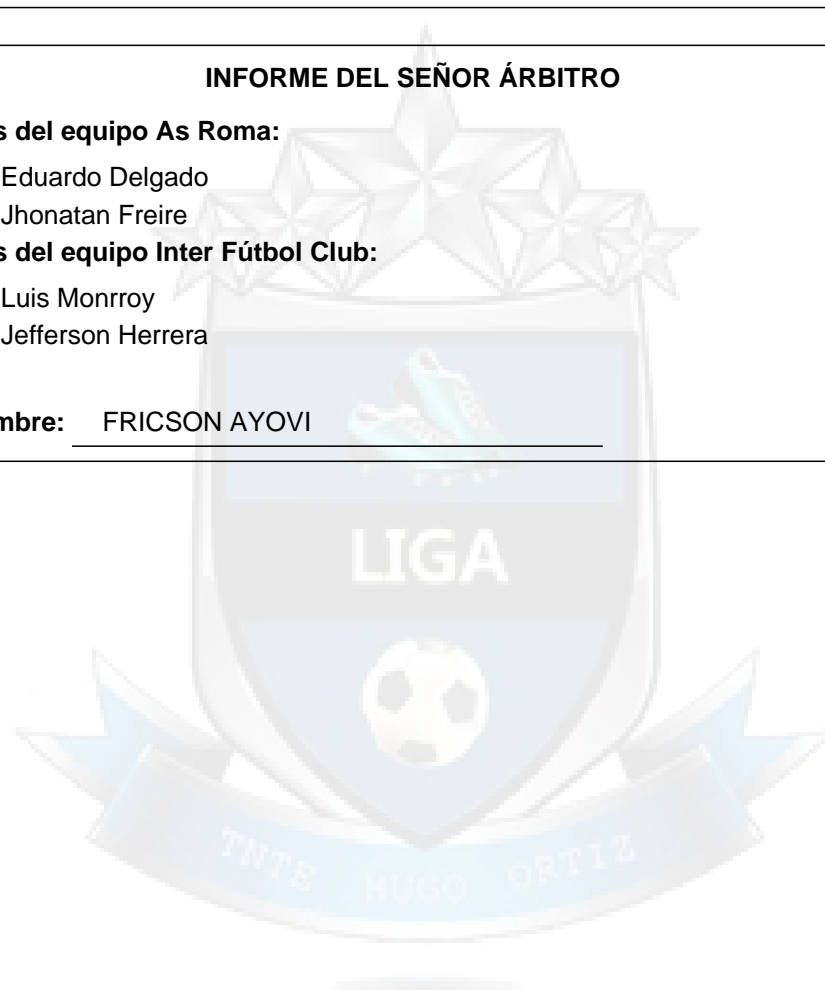 INFORME DEL SEÑOR ÁRBITRO
s del equipo As Roma:
Eduardo Delgado
Jhonatan Freire
s del equipo Inter Fútbol Club:
Luis Monrroy
Jefferson Herrera
mbre: FRICSON AYOVI
LIGA
TNTE HUGO ORTIZ